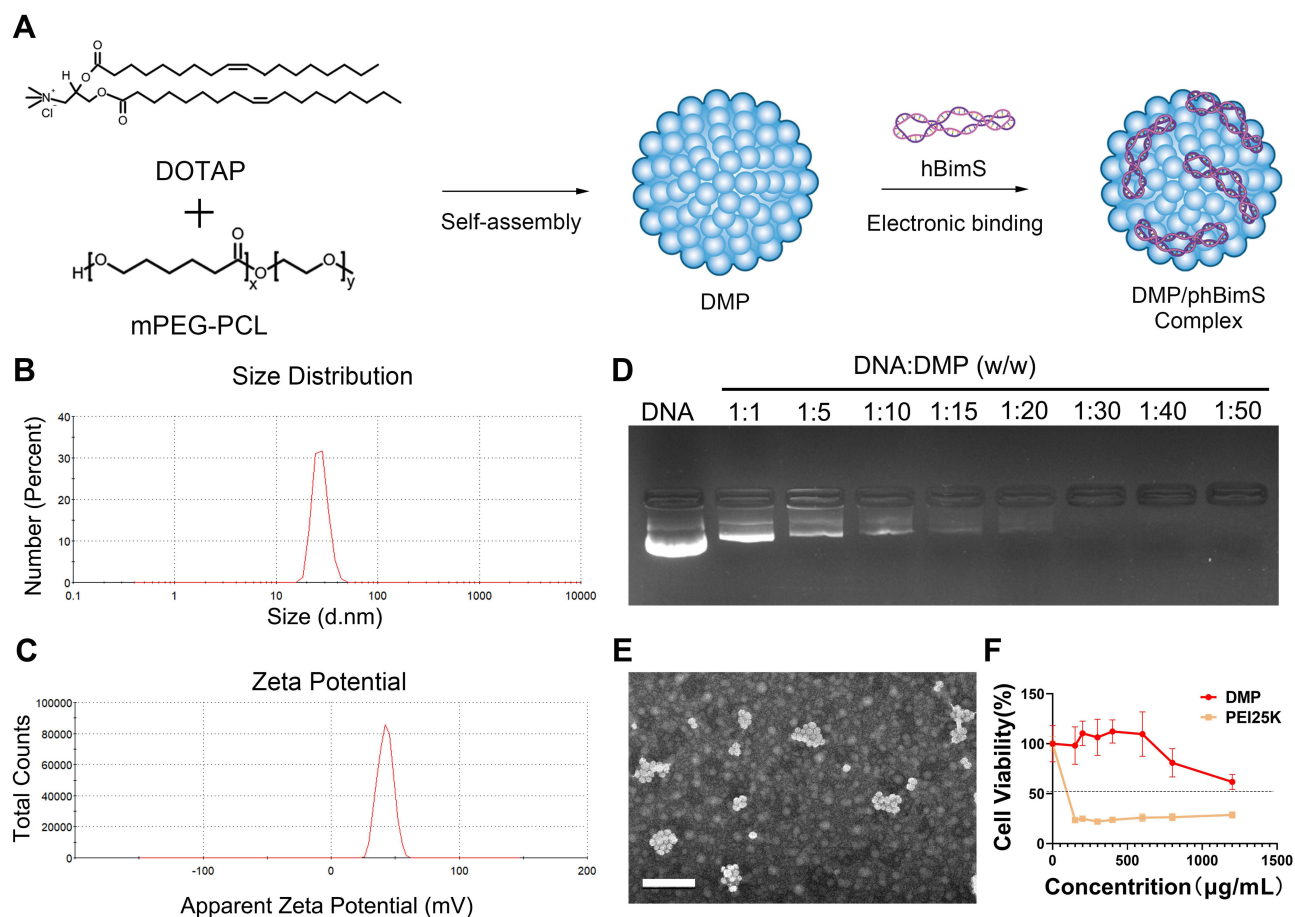 A
O
O
H
N
+
Cl
-
O
O
DOTAP
+
H
O
O
O
O
x
y
mPEG-PCL
Self-assembly
DMP
hBimS
Electronic binding
DMP/phBimS
Complex
B
Size Distribution
Number (Percent)
40
30
20
10
0
0.1 1 10 100 1000 10000
Size (d.nm)
C
Zeta Potential
Total Counts
100000
80000
60000
40000
20000
0
-100 0 100 200
Apparent Zeta Potential (mV)
D
DNA:DMP (w/w)
DNA 1:1 1:5 1:10 1:15 1:20 1:30 1:40 1:50
E
F
Cell Viability(%)
150
100
50
0
0 500 1000 1500
DMP
PEI25K
Concentrition(μg/mL)